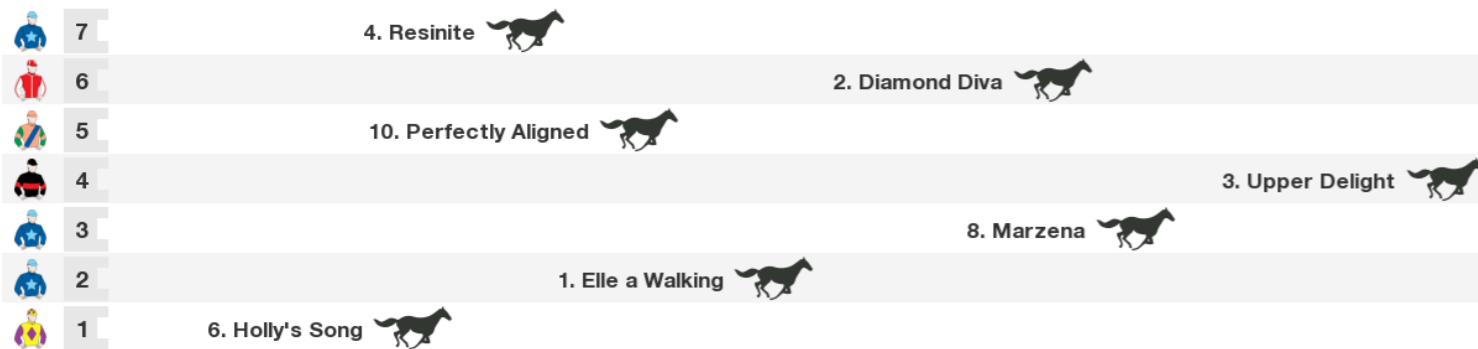 7 4. Resinite
6 2. Diamond Diva
5 10. Perfectly Aligned
4 3. Upper Delight
3 8. Marzena
2 1. Elle a Walking
1 6. Holly's Song